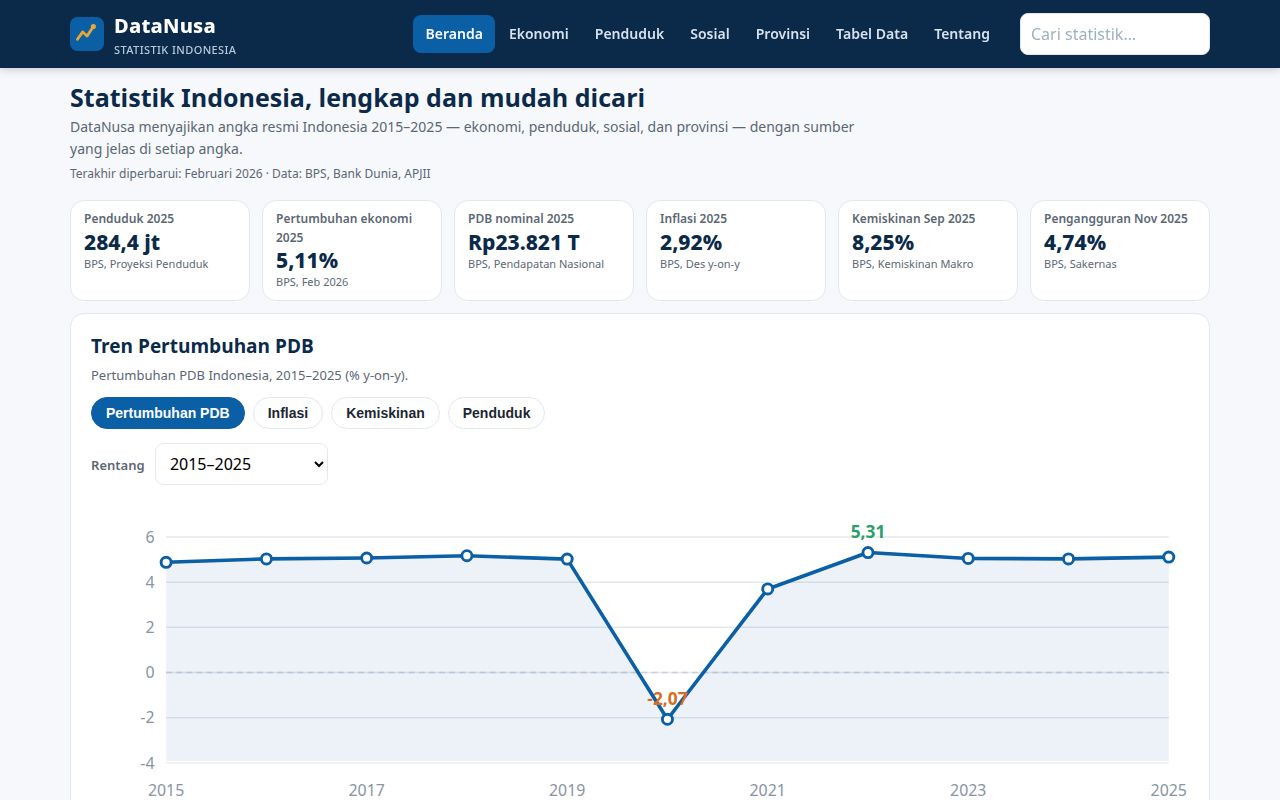 DataNusa
STATISTIK INDONESIA
Beranda
Ekonomi
Penduduk
Sosial
Provinsi
Tabel Data
Tentang
Cari statistik...
Statistik Indonesia, lengkap dan mudah dicari
DataNusa menyajikan angka resmi Indonesia 2015–2025 — ekonomi, penduduk, sosial, dan provinsi — dengan sumber
yang jelas di setiap angka.
Terakhir diperbarui: Februari 2026 · Data: BPS, Bank Dunia, APJII
Penduduk 2025
284,4 jt
BPS, Proyeksi Penduduk
Pertumbuhan ekonomi
2025
5,11%
BPS, Feb 2026
PDB nominal 2025
Rp23.821 T
BPS, Pendapatan Nasional
Inflasi 2025
2,92%
BPS, Des y-on-y
Kemiskinan Sep 2025
8,25%
BPS, Kemiskinan Makro
Pengangguran Nov 2025
4,74%
BPS, Sakernas
Tren Pertumbuhan PDB
Pertumbuhan PDB Indonesia, 2015–2025 (% y-on-y).
Pertumbuhan PDB
Inflasi
Kemiskinan
Penduduk
Rentang
2015–2025
5,31
6
4
2
0
-2,07
-2
-4
2015
2017
2019
2021
2023
2025